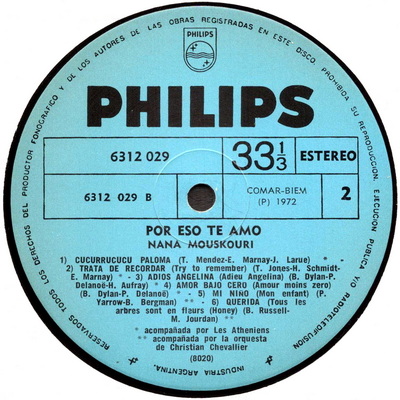 RESERVADOS TODOS LOS DERECHOS DEL PRODUCTOR FONOGRAFICO Y DE LOS AUTORES DE LAS OBRAS REGISTRADAS EN ESTE DISCO. PROHIBIDA SU REPRODUCCION, EJECUCION PUBLICA Y/O RADIOTELEDIFUSION
PHILIPS
PHILIPS
6312 029
33 1/3
ESTEREO
6312 029 B
COMAR-BIEM
(P) 1972
2
POR ESO TE AMO
NANA MOUSKOURI
1) CUCURRUCUCU PALOMA (T. Mendez-E. Marnay-J. Larue) * -
2) TRATA DE RECORDAR (Try to remember) (T. Jones-H. Schmidt-
E. Marnay) * - 3) ADIOS ANGELINA (Adieu Angelina) (B. Dylan-P.
Delanoë-H. Aufray) * 4) AMOR BAJO CERO (Amour moins zero)
(B. Dylan-P. Delanoë) * - 5) MI NIÑO (Mon enfant) (P.
Yarrow-B. Bergman) ** - 6) QUERIDA (Tous les
arbres sont en fleurs (Honey) (B. Russell-
M. Jourdan) **
* acompañada por Les Atheniens
** acompañada por la orquesta
de Christian Chevallier
(8020)
INDUSTRIA ARGENTINA.